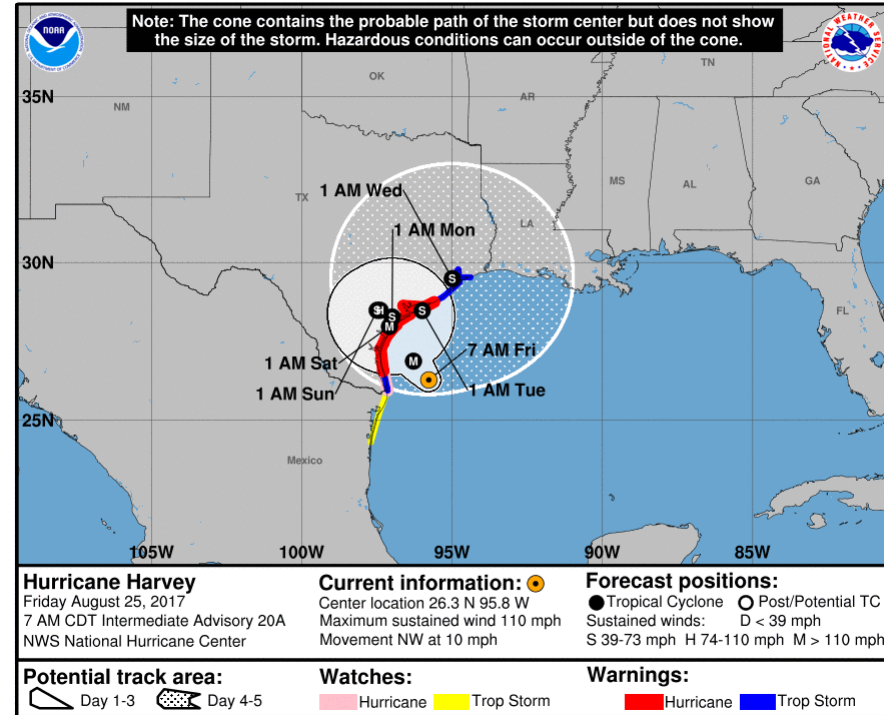 Note: The cone contains the probable path of the storm center but does not show
the size of the storm. Hazardous conditions can occur outside of the cone.
NOAA
NATIONAL WEATHER SERVICE
TN
OK
35N
NM
AR
TX
1 AM Wed
MS
AL
GA
1 AM Mon
LA
30N
S
S
H
S
S
M
FL
1 AM Sat
M
7 AM Fri
1 AM Sun
1 AM Tue
25N
Mexico
105W
100W
95W
90W
85W
Hurricane Harvey
Friday August 25, 2017
7 AM CDT Intermediate Advisory 20A
NWS National Hurricane Center
Current information:
Center location 26.3 N 95.8 W
Maximum sustained wind 110 mph
Movement NW at 10 mph
Forecast positions:
Tropical Cyclone Post/Potential TC
Sustained winds: D < 39 mph
S 39-73 mph H 74-110 mph M > 110 mph
Potential track area:
Day 1-3 Day 4-5
Watches:
Hurricane Trop Storm
Warnings:
Hurricane Trop Storm